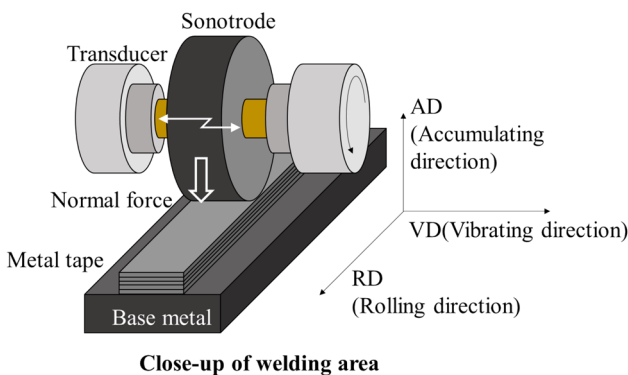 Sonotrode
Transducer
AD
(Accumulating
direction)
Normal force
VD(Vibrating direction)
Metal tape
RD
(Rolling direction)
Base metal
Close-up of welding area